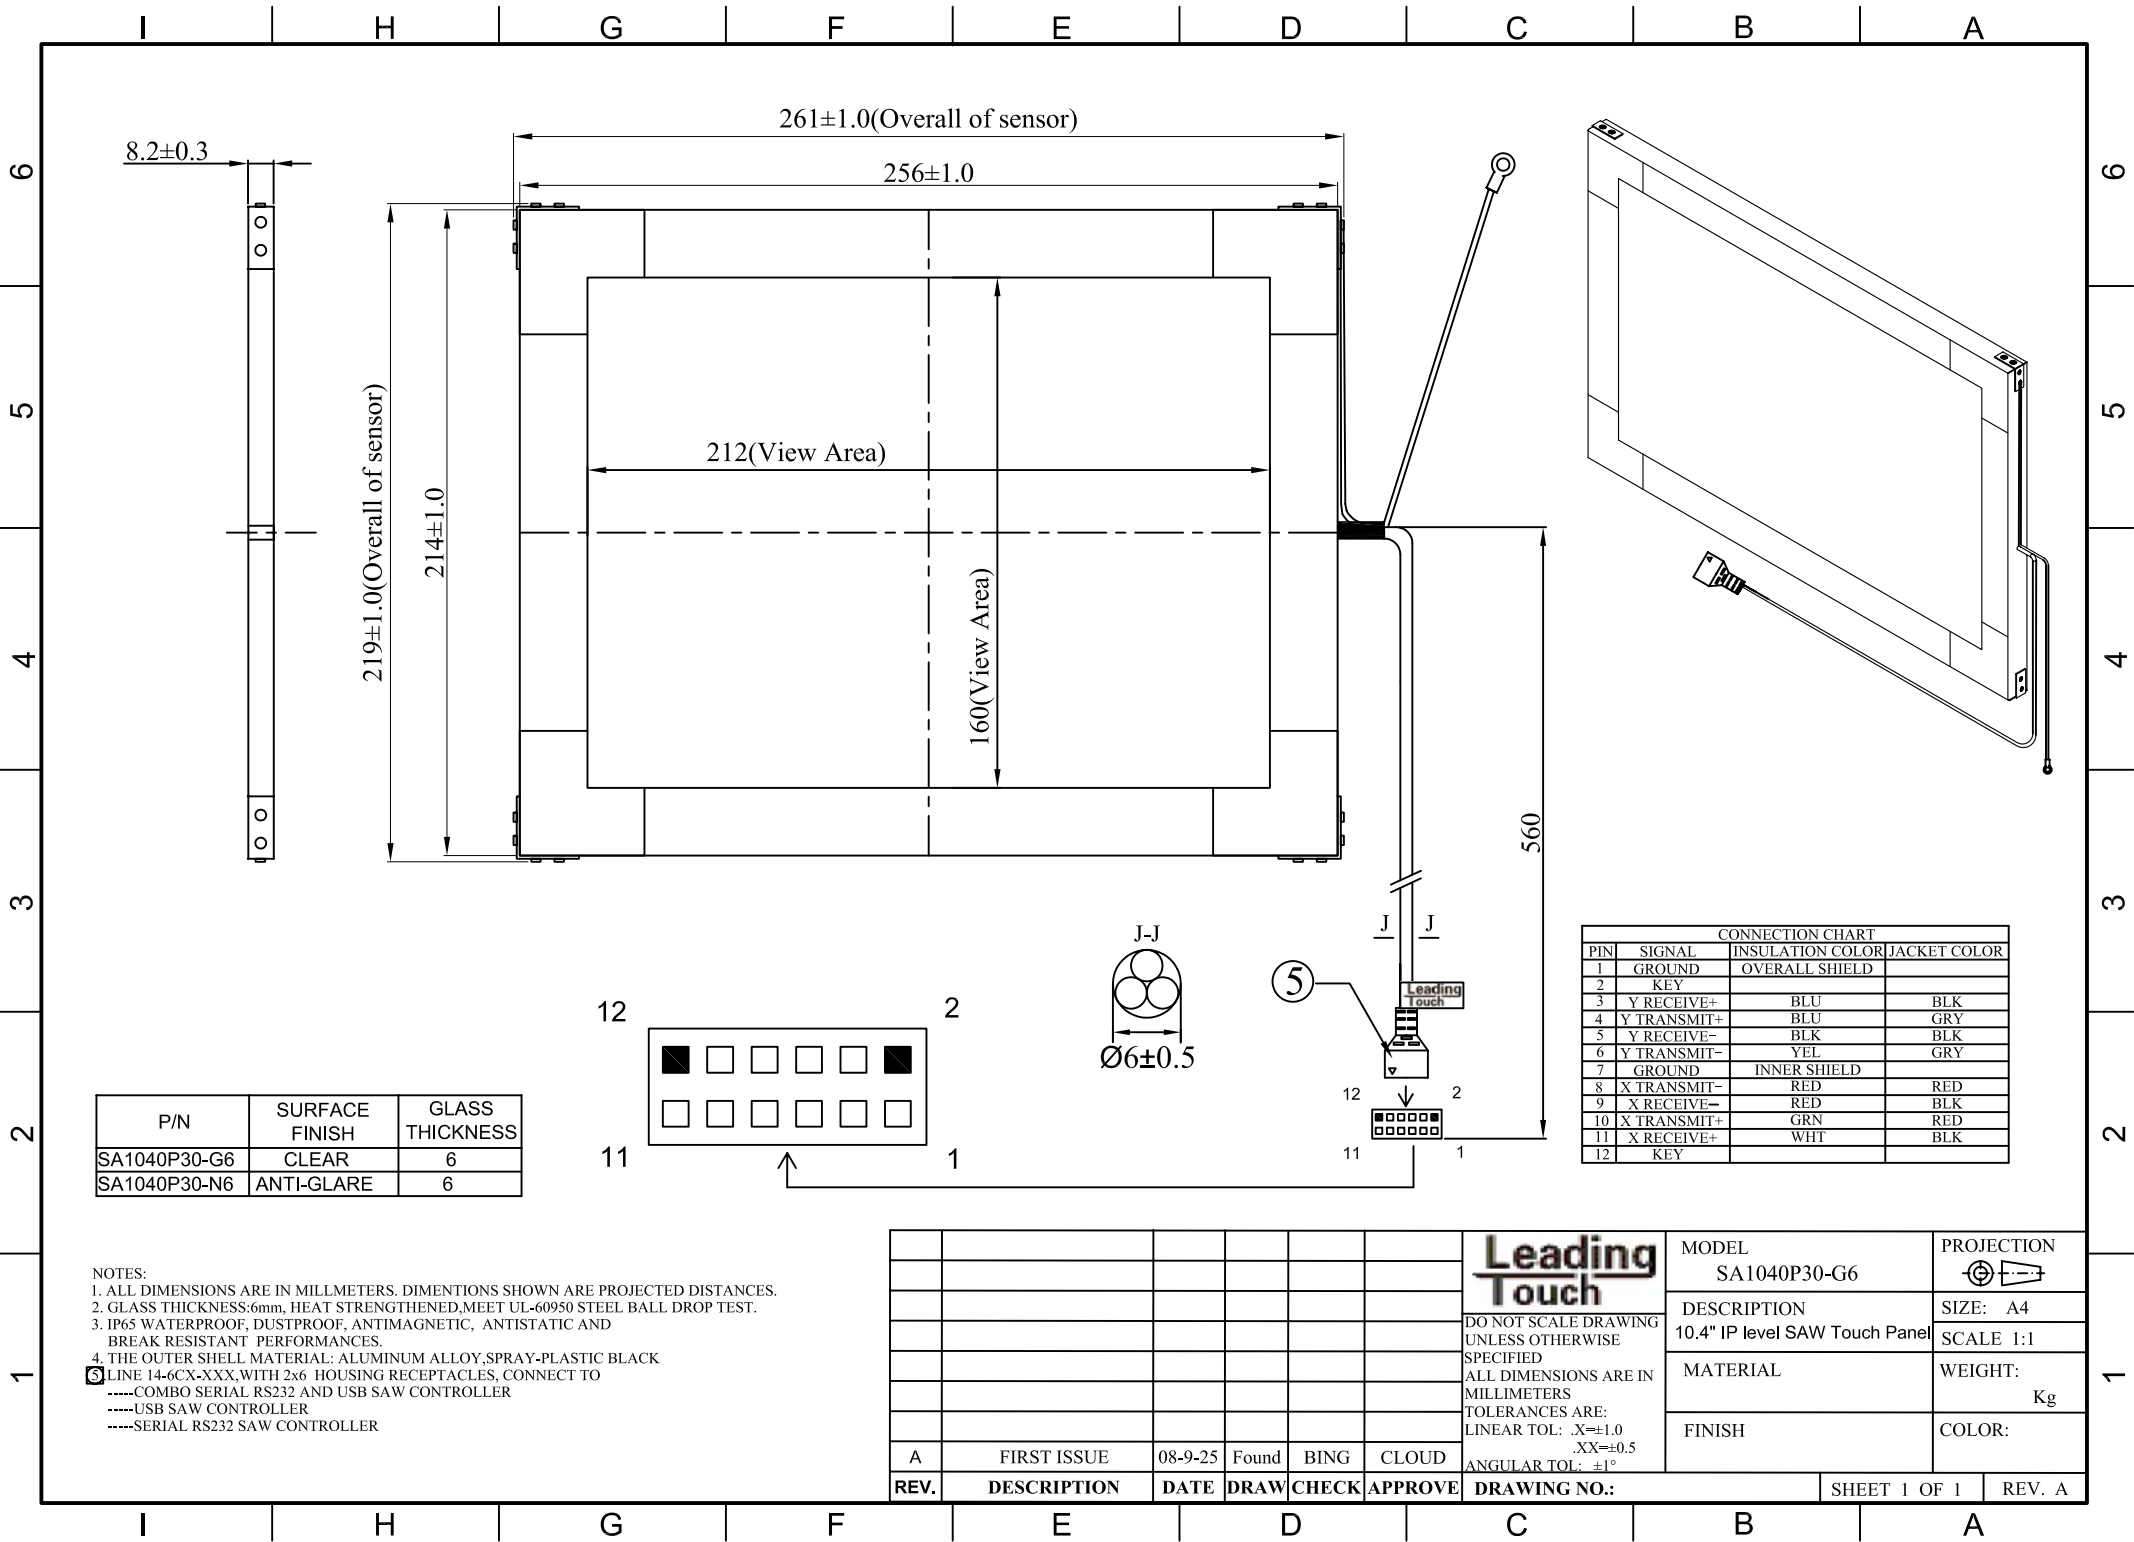 I H G F E D C B A
6
5
4
3
2
1
6
5
4
3
2
1
8.2±0.3
261±1.0(Overall of sensor)
256±1.0
219±1.0(Overall of sensor)
214±1.0
212(View Area)
160(View Area)
560
J J
J-J
Ø6±0.5
5
Leading
Touch
12 2
11 1
12 2
11 1
P/N SURFACE FINISH GLASS THICKNESS
SA1040P30-G6 CLEAR 6
SA1040P30-N6 ANTI-GLARE 6
CONNECTION CHART
PIN SIGNAL INSULATION COLOR JACKET COLOR
1 GROUND OVERALL SHIELD
2 KEY
3 Y RECEIVE+ BLU BLK
4 Y TRANSMIT+ BLU GRY
5 Y RECEIVE- BLK BLK
6 Y TRANSMIT- YEL GRY
7 GROUND INNER SHIELD
8 X TRANSMIT- RED RED
9 X RECEIVE- RED BLK
10 X TRANSMIT+ GRN RED
11 X RECEIVE+ WHT BLK
12 KEY
NOTES:
1. ALL DIMENSIONS ARE IN MILLMETERS. DIMENTIONS SHOWN ARE PROJECTED DISTANCES.
2. GLASS THICKNESS:6mm, HEAT STRENGTHENED,MEET UL-60950 STEEL BALL DROP TEST.
3. IP65 WATERPROOF, DUSTPROOF, ANTIMAGNETIC, ANTISTATIC AND
BREAK RESISTANT PERFORMANCES.
4. THE OUTER SHELL MATERIAL: ALUMINUM ALLOY,SPRAY-PLASTIC BLACK
5.LINE 14-6CX-XXX,WITH 2x6 HOUSING RECEPTACLES, CONNECT TO
-----COMBO SERIAL RS232 AND USB SAW CONTROLLER
-----USB SAW CONTROLLER
-----SERIAL RS232 SAW CONTROLLER
A FIRST ISSUE 08-9-25 Found BING CLOUD
REV. DESCRIPTION DATE DRAW CHECK APPROVE
Leading
Touch
DO NOT SCALE DRAWING
UNLESS OTHERWISE
SPECIFIED
ALL DIMENSIONS ARE IN
MILLIMETERS
TOLERANCES ARE:
LINEAR TOL: .X=±1.0
.XX=±0.5
ANGULAR TOL: ±1°
DRAWING NO.:
MODEL
SA1040P30-G6
DESCRIPTION
10.4" IP level SAW Touch Panel
MATERIAL
FINISH
PROJECTION
SIZE: A4
SCALE 1:1
WEIGHT:
Kg
COLOR:
SHEET 1 OF 1
REV. A
I H G F E D C B A